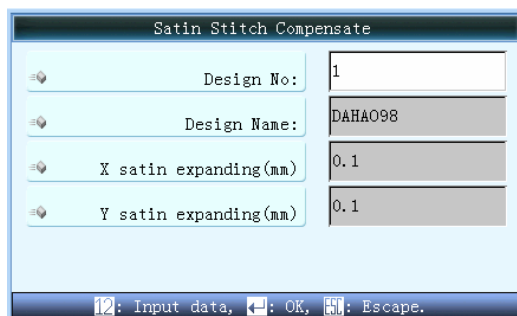 Satin Stitch Compensate
Design No: 1
Design Name: DAHAO98
X satin expanding(mm) 0.1
Y satin expanding(mm) 0.1
12: Input data, ↵: OK, ESC: Escape.